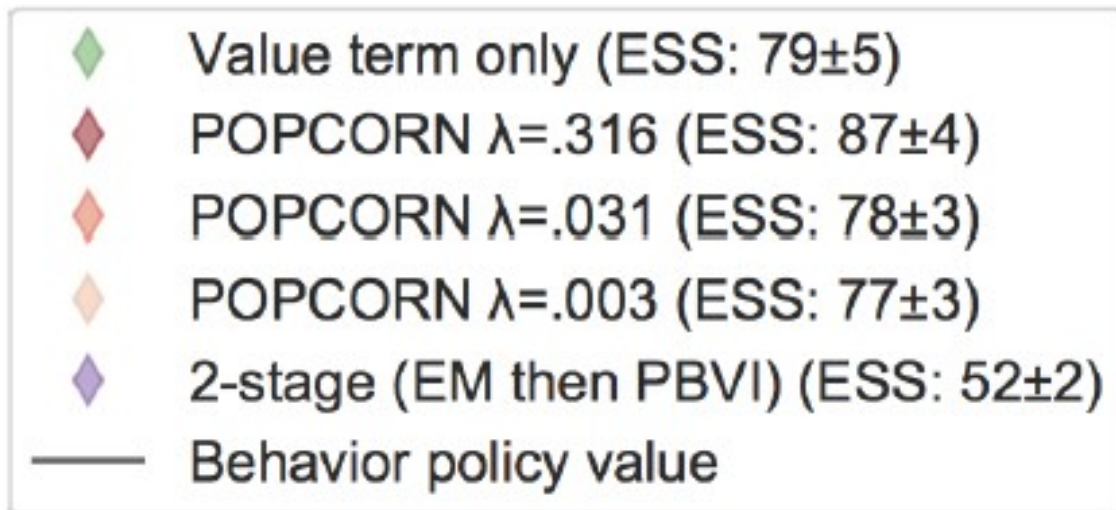 Value term only (ESS: 79±5)
POPCORN λ=.316 (ESS: 87±4)
POPCORN λ=.031 (ESS: 78±3)
POPCORN λ=.003 (ESS: 77±3)
2-stage (EM then PBVI) (ESS: 52±2)
Behavior policy value